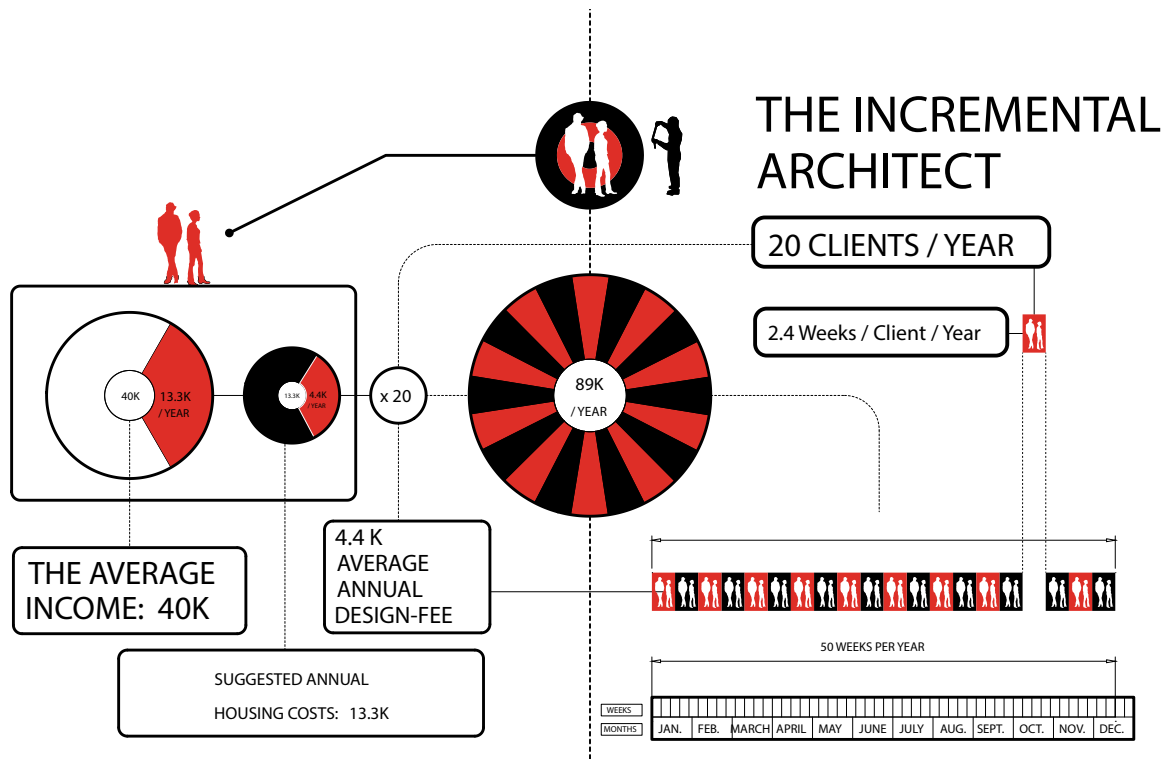 THE INCREMENTAL
ARCHITECT
20 CLIENTS / YEAR
2.4 Weeks / Client / Year
40K
13.3K
/ YEAR
13.3K
4.4K
/ YEAR
x 20
89K
/ YEAR
THE AVERAGE
INCOME: 40K
4.4 K
AVERAGE
ANNUAL
DESIGN-FEE
SUGGESTED ANNUAL
HOUSING COSTS: 13.3K
50 WEEKS PER YEAR
WEEKS
MONTHS JAN. FEB. MARCH APRIL MAY JUNE JULY AUG. SEPT. OCT. NOV. DEC.